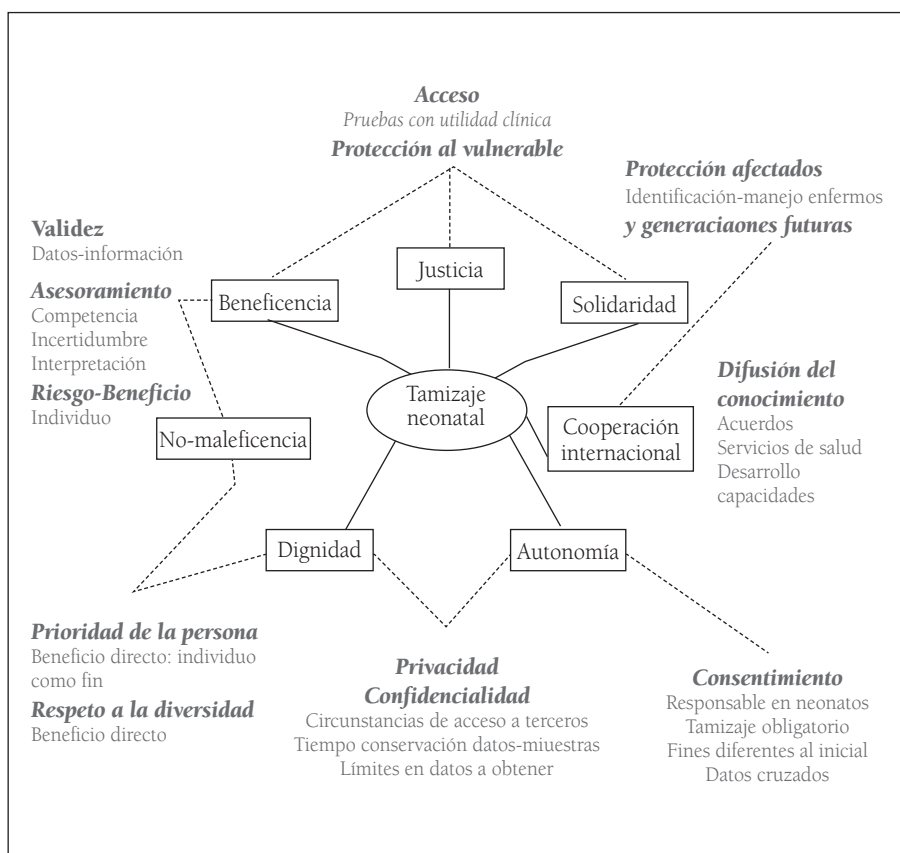 Acceso
Pruebas con utilidad clínica
Protección al vulnerable
Protección afectados
Identificación-manejo enfermos
y generaciaones futuras
Validez
Datos-información
Justicia
Beneficencia
Solidaridad
Asesoramiento
Competencia
Incertidumbre
Interpretación
Riesgo-Beneficio
Individuo
Tamizaje
neonatal
No-maleficencia
Cooperación
internacional
Difusión del
conocimiento
Acuerdos
Servicios de salud
Desarrollo
capacidades
Dignidad
Autonomía
Prioridad de la persona
Beneficio directo: individuo
como fin
Respeto a la diversidad
Beneficio directo
Privacidad
Confidencialidad
Circunstancias de acceso a terceros
Tiempo conservación datos-miuestras
Límites en datos a obtener
Consentimiento
Responsable en neonatos
Tamizaje obligatorio
Fines diferentes al inicial
Datos cruzados